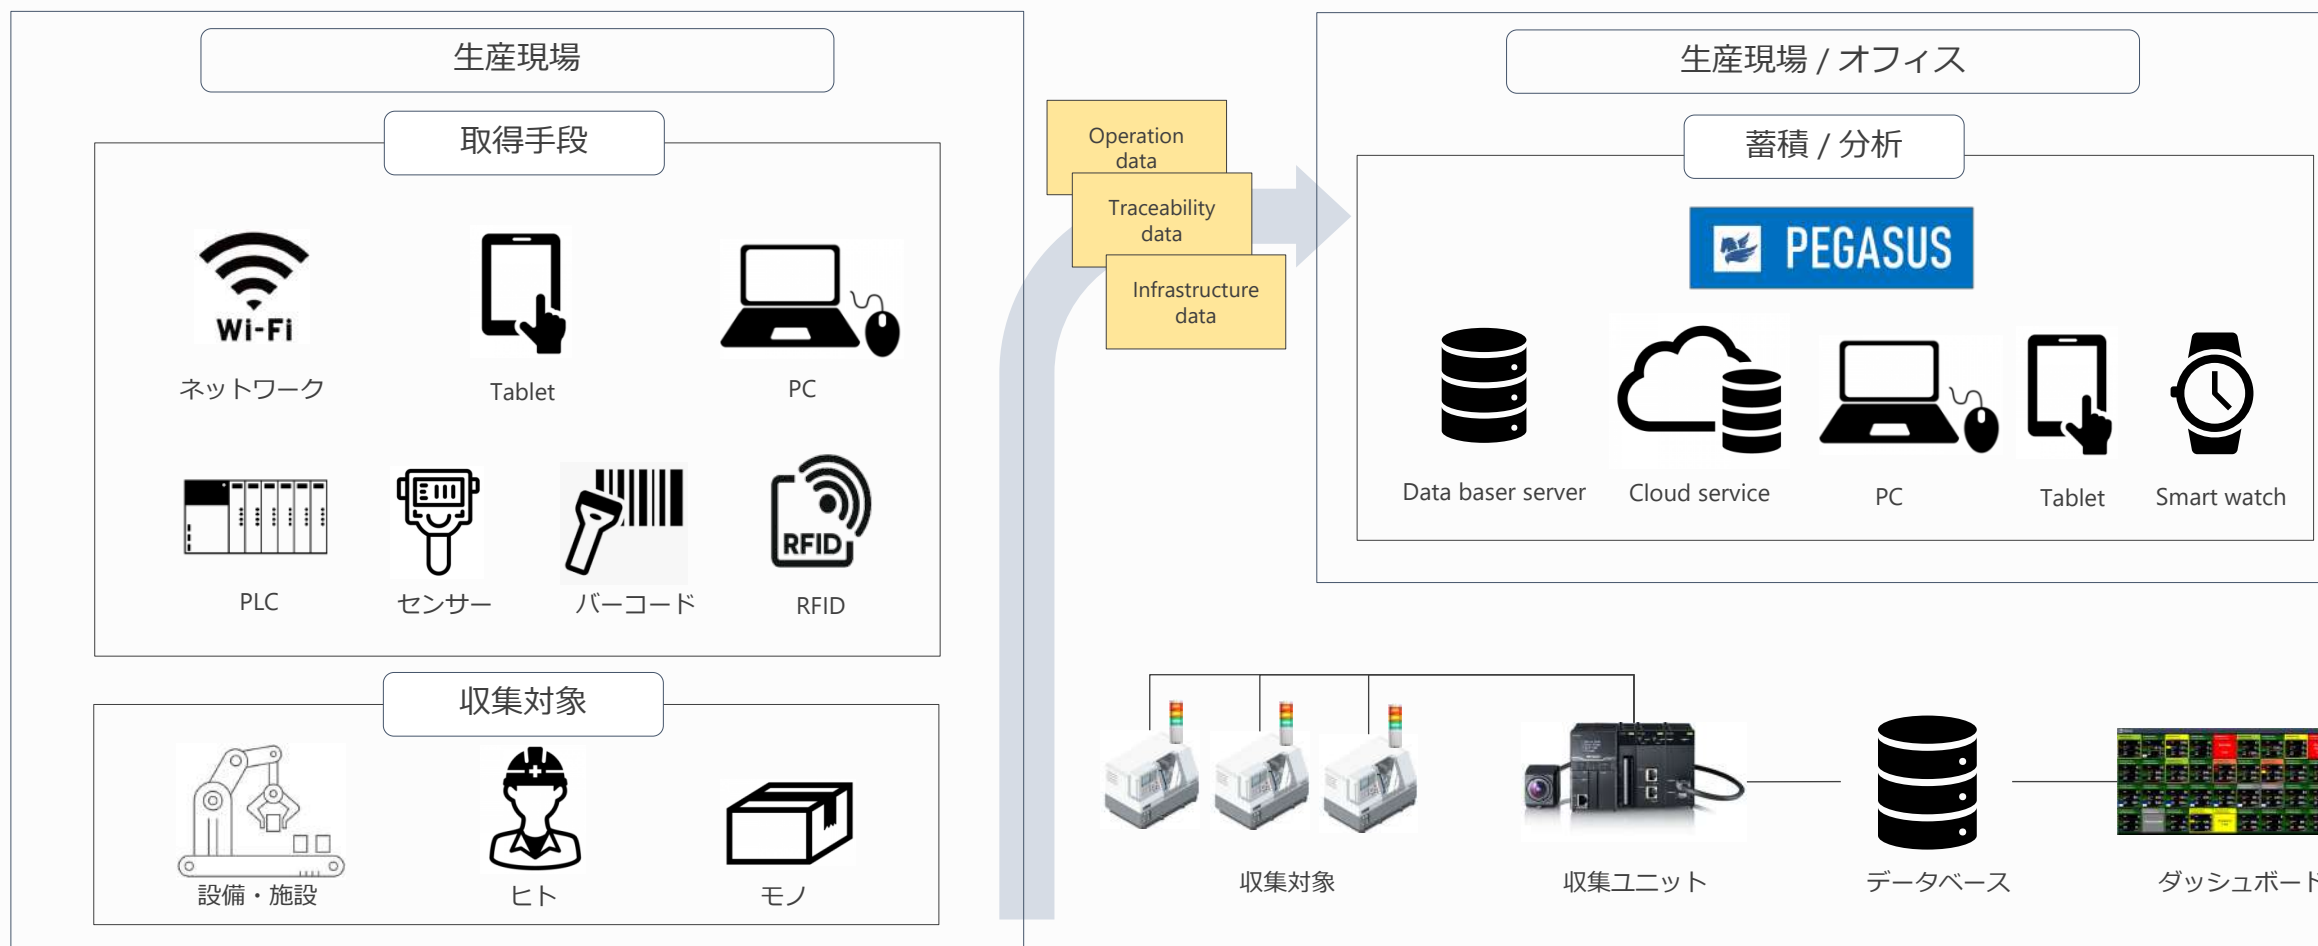 生産現場
取得手段
Wi-Fi
ネットワーク
Tablet
PC
RFID
PLC
センサー
バーコード
RFID
収集対象
設備・施設
ヒト
モノ
Operation
data
Traceability
data
Infrastructure
data
生産現場 / オフィス
蓄積 / 分析
PEGASUS
Data baser server
Cloud service
PC
Tablet
Smart watch
収集対象
収集ユニット
データベース
ダッシュボード